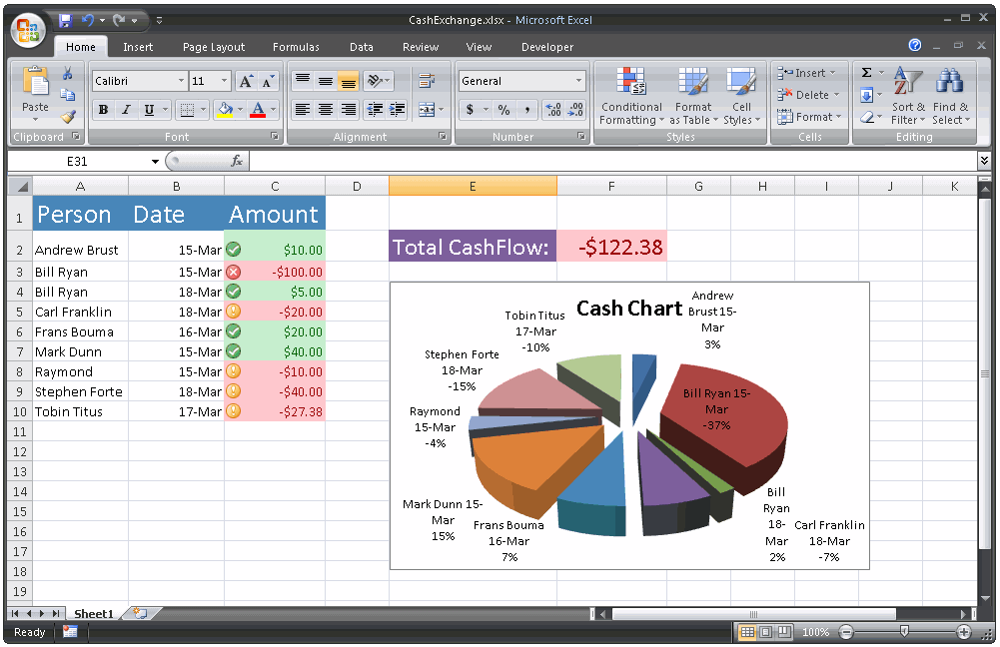 CashExchange.xlsx - Microsoft Excel
Home Insert Page Layout Formulas Data Review View Developer
Paste
Calibri 11
B I U
A A
A
General
$ % ,
.00 .0
Conditional Formatting
Format as Table
Cell Styles
Insert
Delete
Format
Σ
Sort & Filter
Find & Select
Clipboard Font Alignment Number Styles Cells Editing
E31 fx
A B C D E F G H I J K
1 Person Date Amount
2 Andrew Brust 15-Mar $10.00 Total CashFlow: -$122.38
3 Bill Ryan 15-Mar -$100.00
4 Bill Ryan 18-Mar $5.00
5 Carl Franklin 18-Mar -$20.00
6 Frans Bouma 16-Mar $20.00
7 Mark Dunn 15-Mar $40.00
8 Raymond 15-Mar -$10.00
9 Stephen Forte 18-Mar -$40.00
10 Tobin Titus 17-Mar -$27.38
11
12
13
14
15
16
17
18
19
Cash Chart
Andrew
Brust 15-
Mar
3%
Bill Ryan 15-
Mar
-37%
Bill
Ryan
18-
Mar
2%
Carl Franklin
18-Mar
-7%
Frans Bouma
16-Mar
7%
Mark Dunn 15-
Mar
15%
Raymond
15-Mar
-4%
Stephen Forte
18-Mar
-15%
Tobin Titus
17-Mar
-10%
Sheet1
Ready 100%